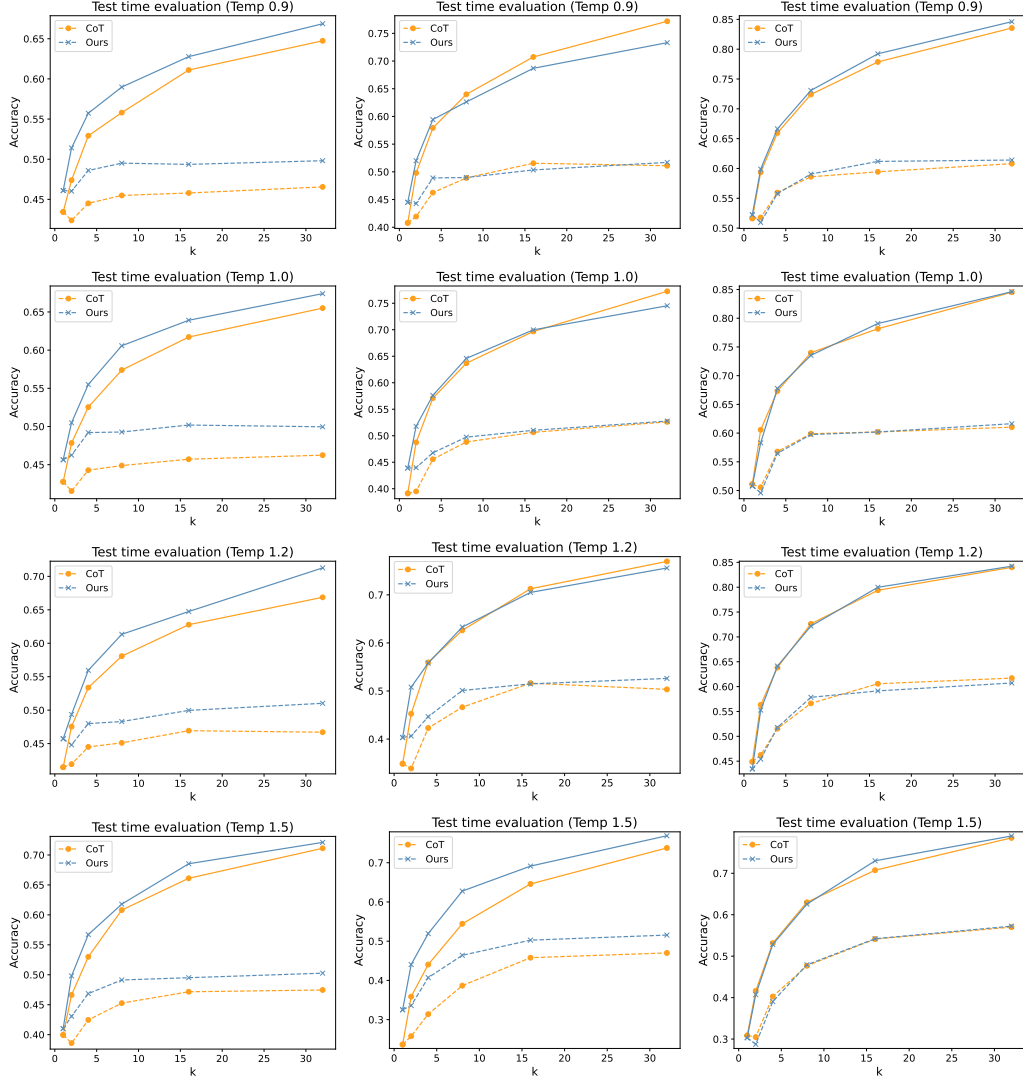 Test time evaluation (Temp 0.9)
CoT
Ours
Accuracy
0.65
0.60
0.55
0.50
0.45
0 5 10 15 20 25 30
k
Test time evaluation (Temp 0.9)
CoT
Ours
Accuracy
0.75
0.70
0.65
0.60
0.55
0.50
0.45
0.40
0 5 10 15 20 25 30
k
Test time evaluation (Temp 0.9)
CoT
Ours
Accuracy
0.85
0.80
0.75
0.70
0.65
0.60
0.55
0.50
0 5 10 15 20 25 30
k
Test time evaluation (Temp 1.0)
CoT
Ours
Accuracy
0.65
0.60
0.55
0.50
0.45
0 5 10 15 20 25 30
k
Test time evaluation (Temp 1.0)
CoT
Ours
Accuracy
0.75
0.70
0.65
0.60
0.55
0.50
0.45
0.40
0 5 10 15 20 25 30
k
Test time evaluation (Temp 1.0)
CoT
Ours
Accuracy
0.85
0.80
0.75
0.70
0.65
0.60
0.55
0.50
0 5 10 15 20 25 30
k
Test time evaluation (Temp 1.2)
CoT
Ours
Accuracy
0.70
0.65
0.60
0.55
0.50
0.45
0 5 10 15 20 25 30
k
Test time evaluation (Temp 1.2)
CoT
Ours
Accuracy
0.7
0.6
0.5
0.4
0 5 10 15 20 25 30
k
Test time evaluation (Temp 1.2)
CoT
Ours
Accuracy
0.85
0.80
0.75
0.70
0.65
0.60
0.55
0.50
0.45
0 5 10 15 20 25 30
k
Test time evaluation (Temp 1.5)
CoT
Ours
Accuracy
0.70
0.65
0.60
0.55
0.50
0.45
0.40
0 5 10 15 20 25 30
k
Test time evaluation (Temp 1.5)
CoT
Ours
Accuracy
0.7
0.6
0.5
0.4
0.3
0 5 10 15 20 25 30
k
Test time evaluation (Temp 1.5)
CoT
Ours
Accuracy
0.7
0.6
0.5
0.4
0.3
0 5 10 15 20 25 30
k